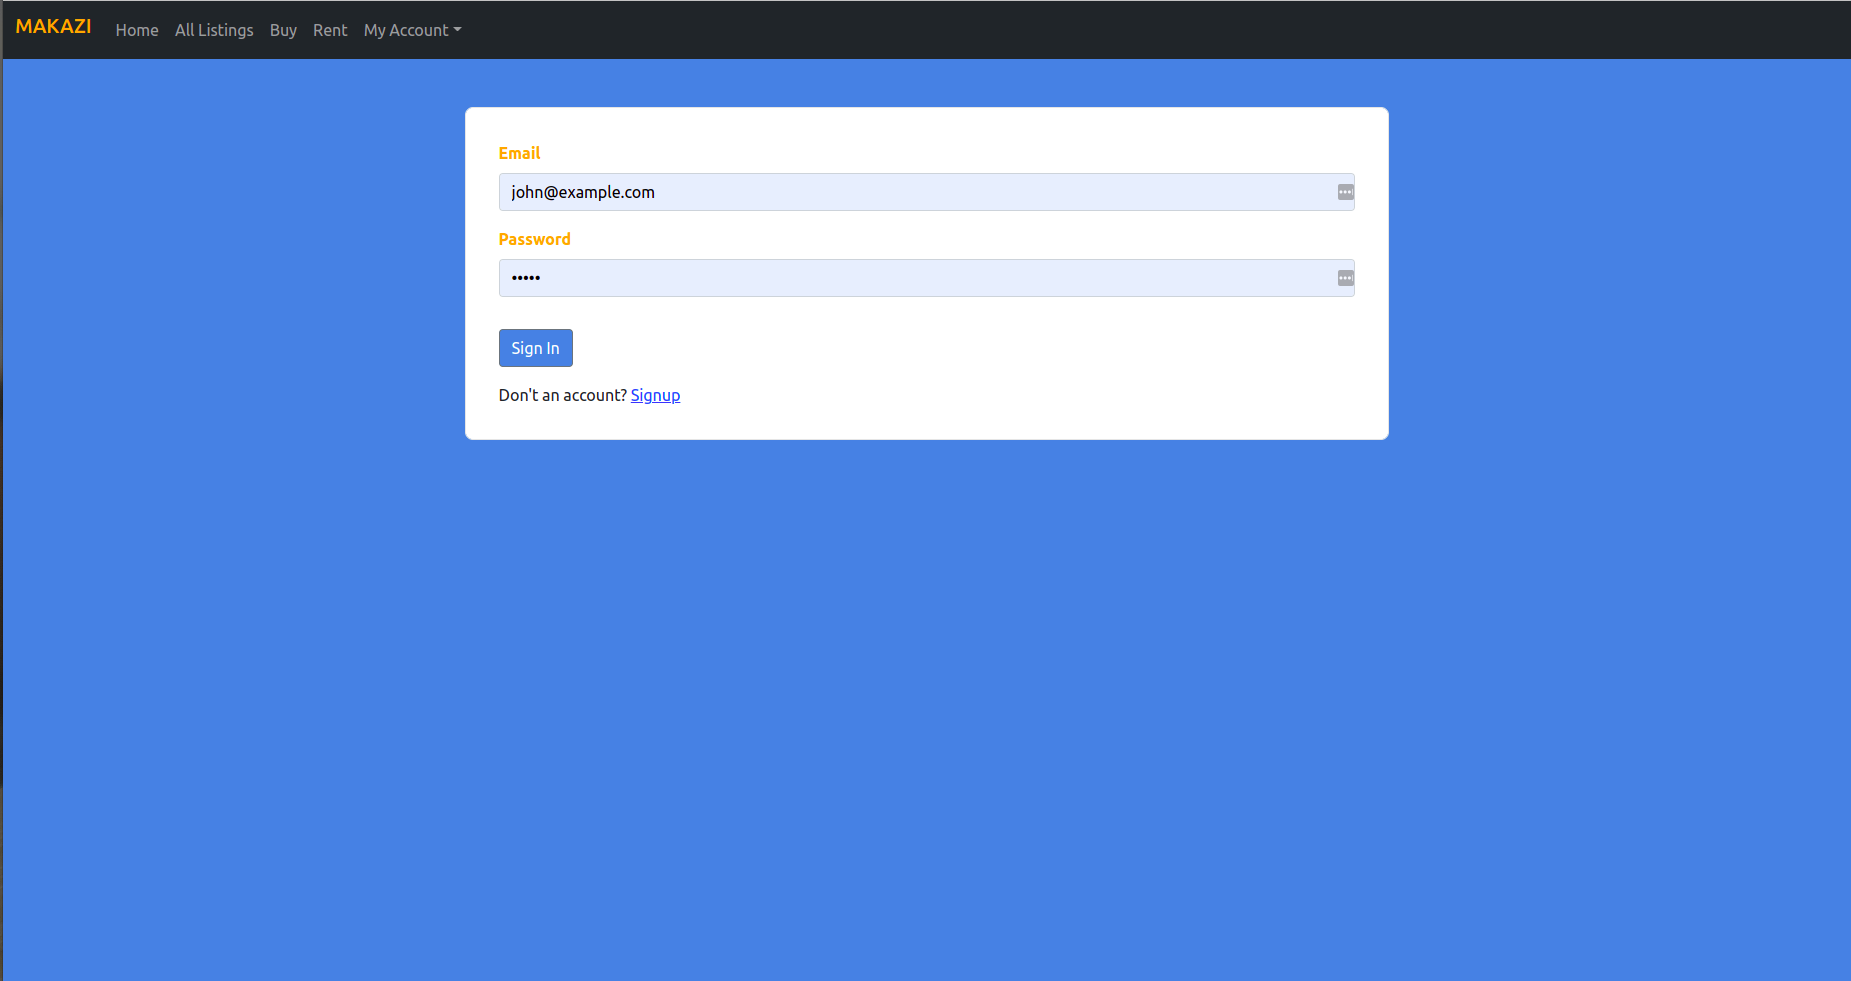 MAKAZI Home All Listings Buy Rent My Account
Email
john@example.com
Password
•••••
Sign In
Don't an account? Signup